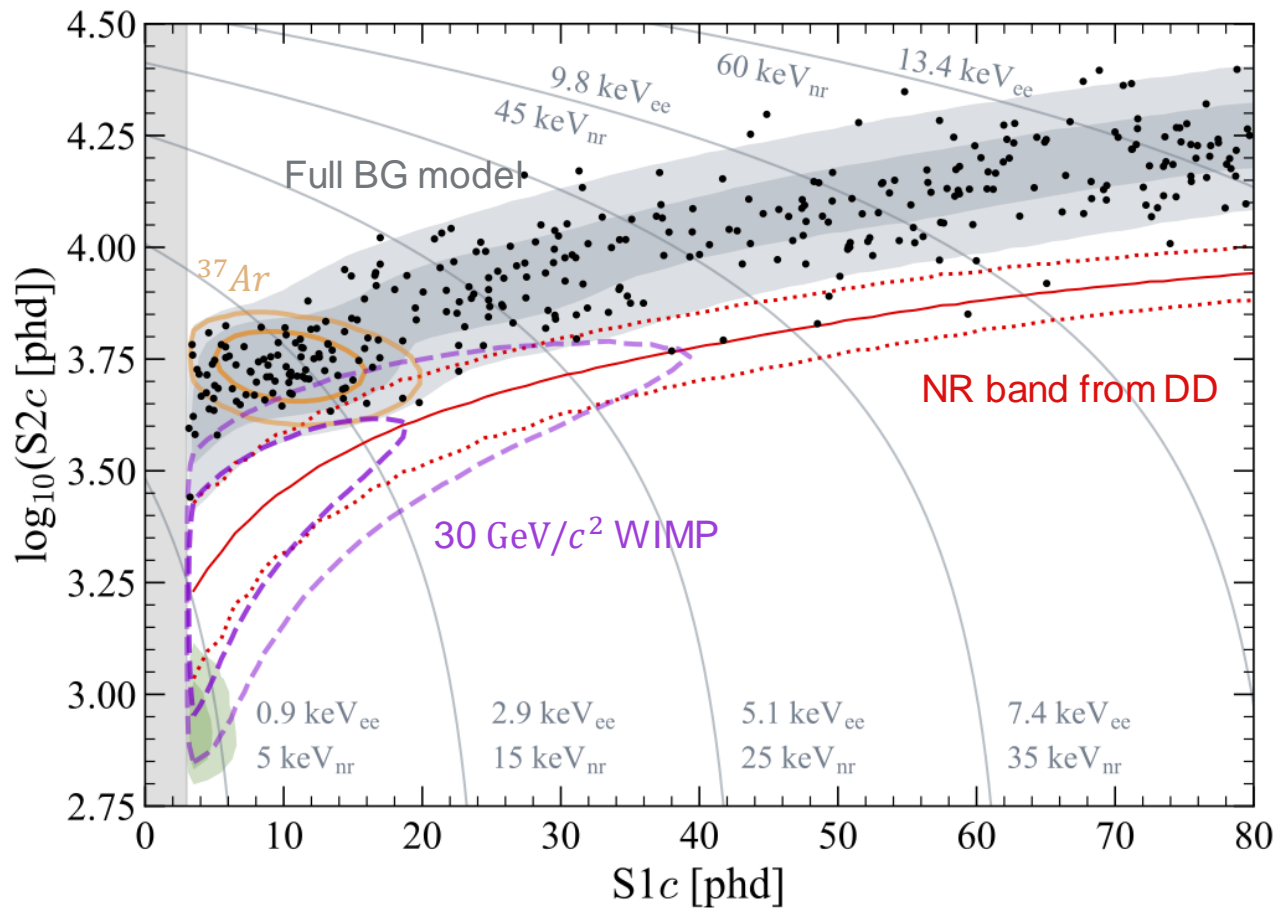 4.50
4.25
4.00
3.75
3.50
3.25
3.00
2.75
log₁₀(S2c [phd])
9.8 keVₑₑ
45 keVₙᵣ
60 keVₙᵣ
13.4 keVₑₑ
Full BG model
³⁷Ar
NR band from DD
30 GeV/c² WIMP
0.9 keVₑₑ
5 keVₙᵣ
2.9 keVₑₑ
15 keVₙᵣ
5.1 keVₑₑ
25 keVₙᵣ
7.4 keVₑₑ
35 keVₙᵣ
0 10 20 30 40 50 60 70 80
S1c [phd]